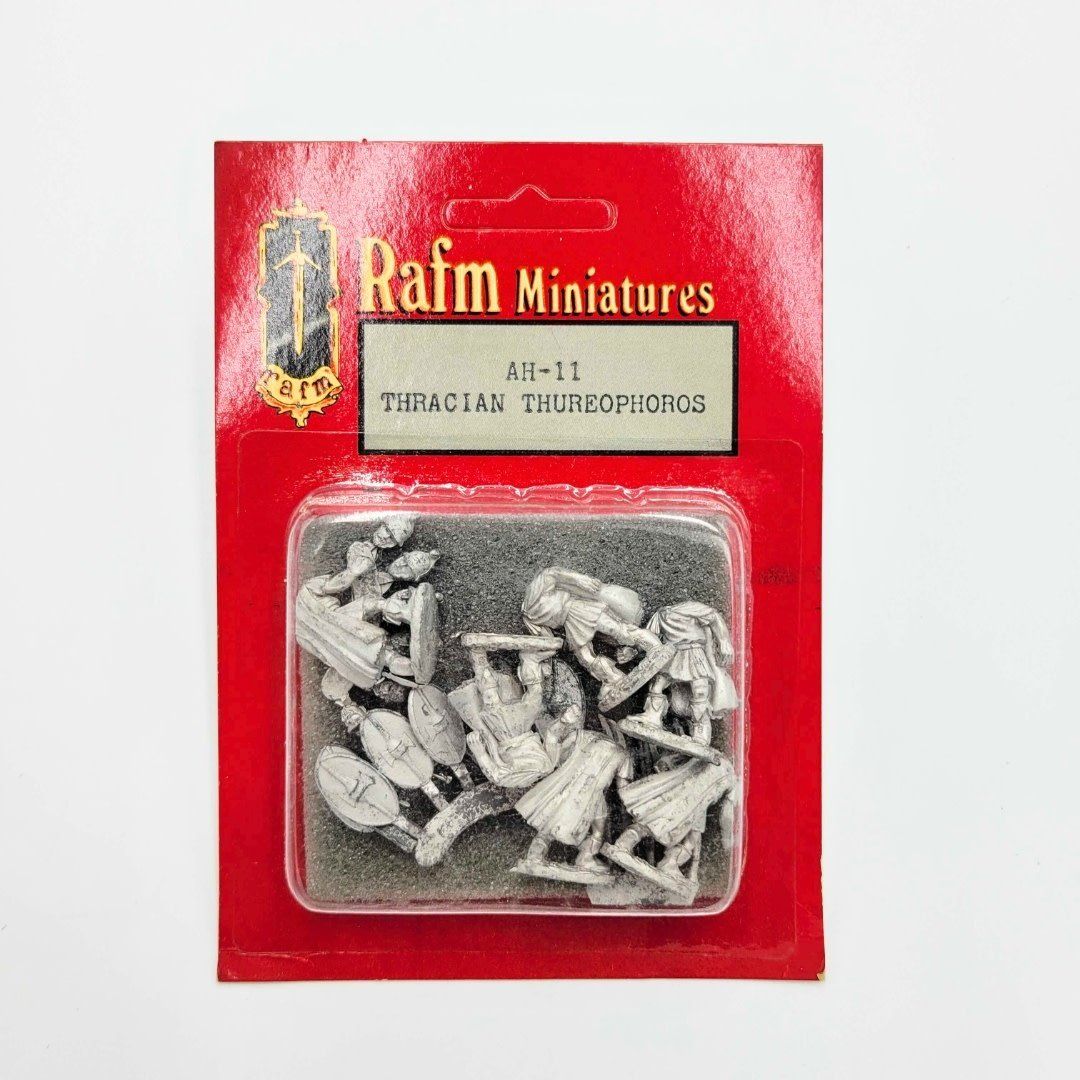 Rafm Miniatures
rafm
AH-11
THRACIAN THUREOPHOROS